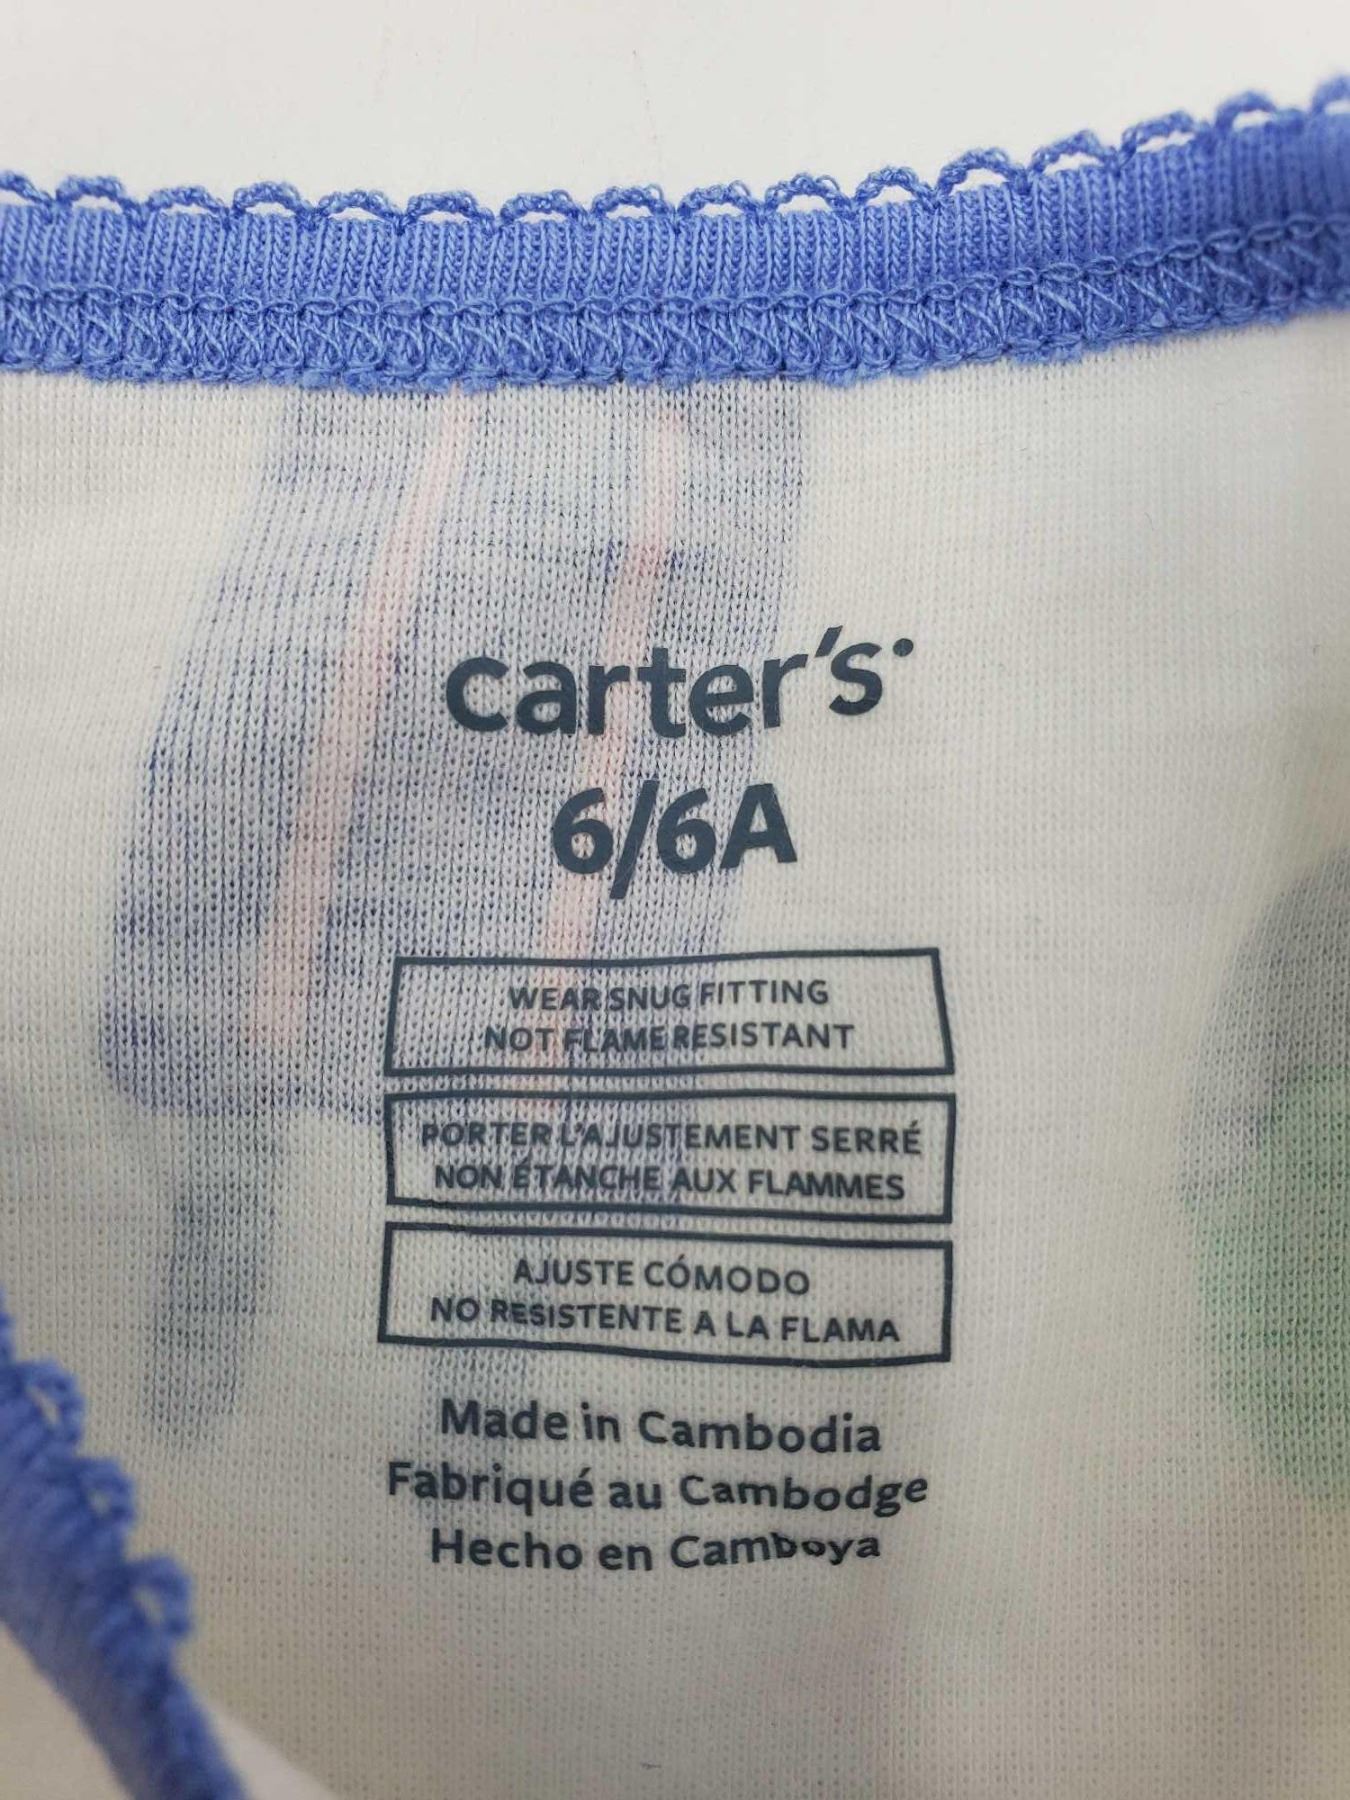 carter's
6/6A
WEAR SNUG FITTING
NOT FLAME RESISTANT
PORTER L'AJUSTEMENT SERRÉ
NON ÉTANCHE AUX FLAMMES
AJUSTE CÓMODO
NO RESISTENTE A LA FLAMA
Made in Cambodia
Fabriqué au Cambodge
Hecho en Camboya